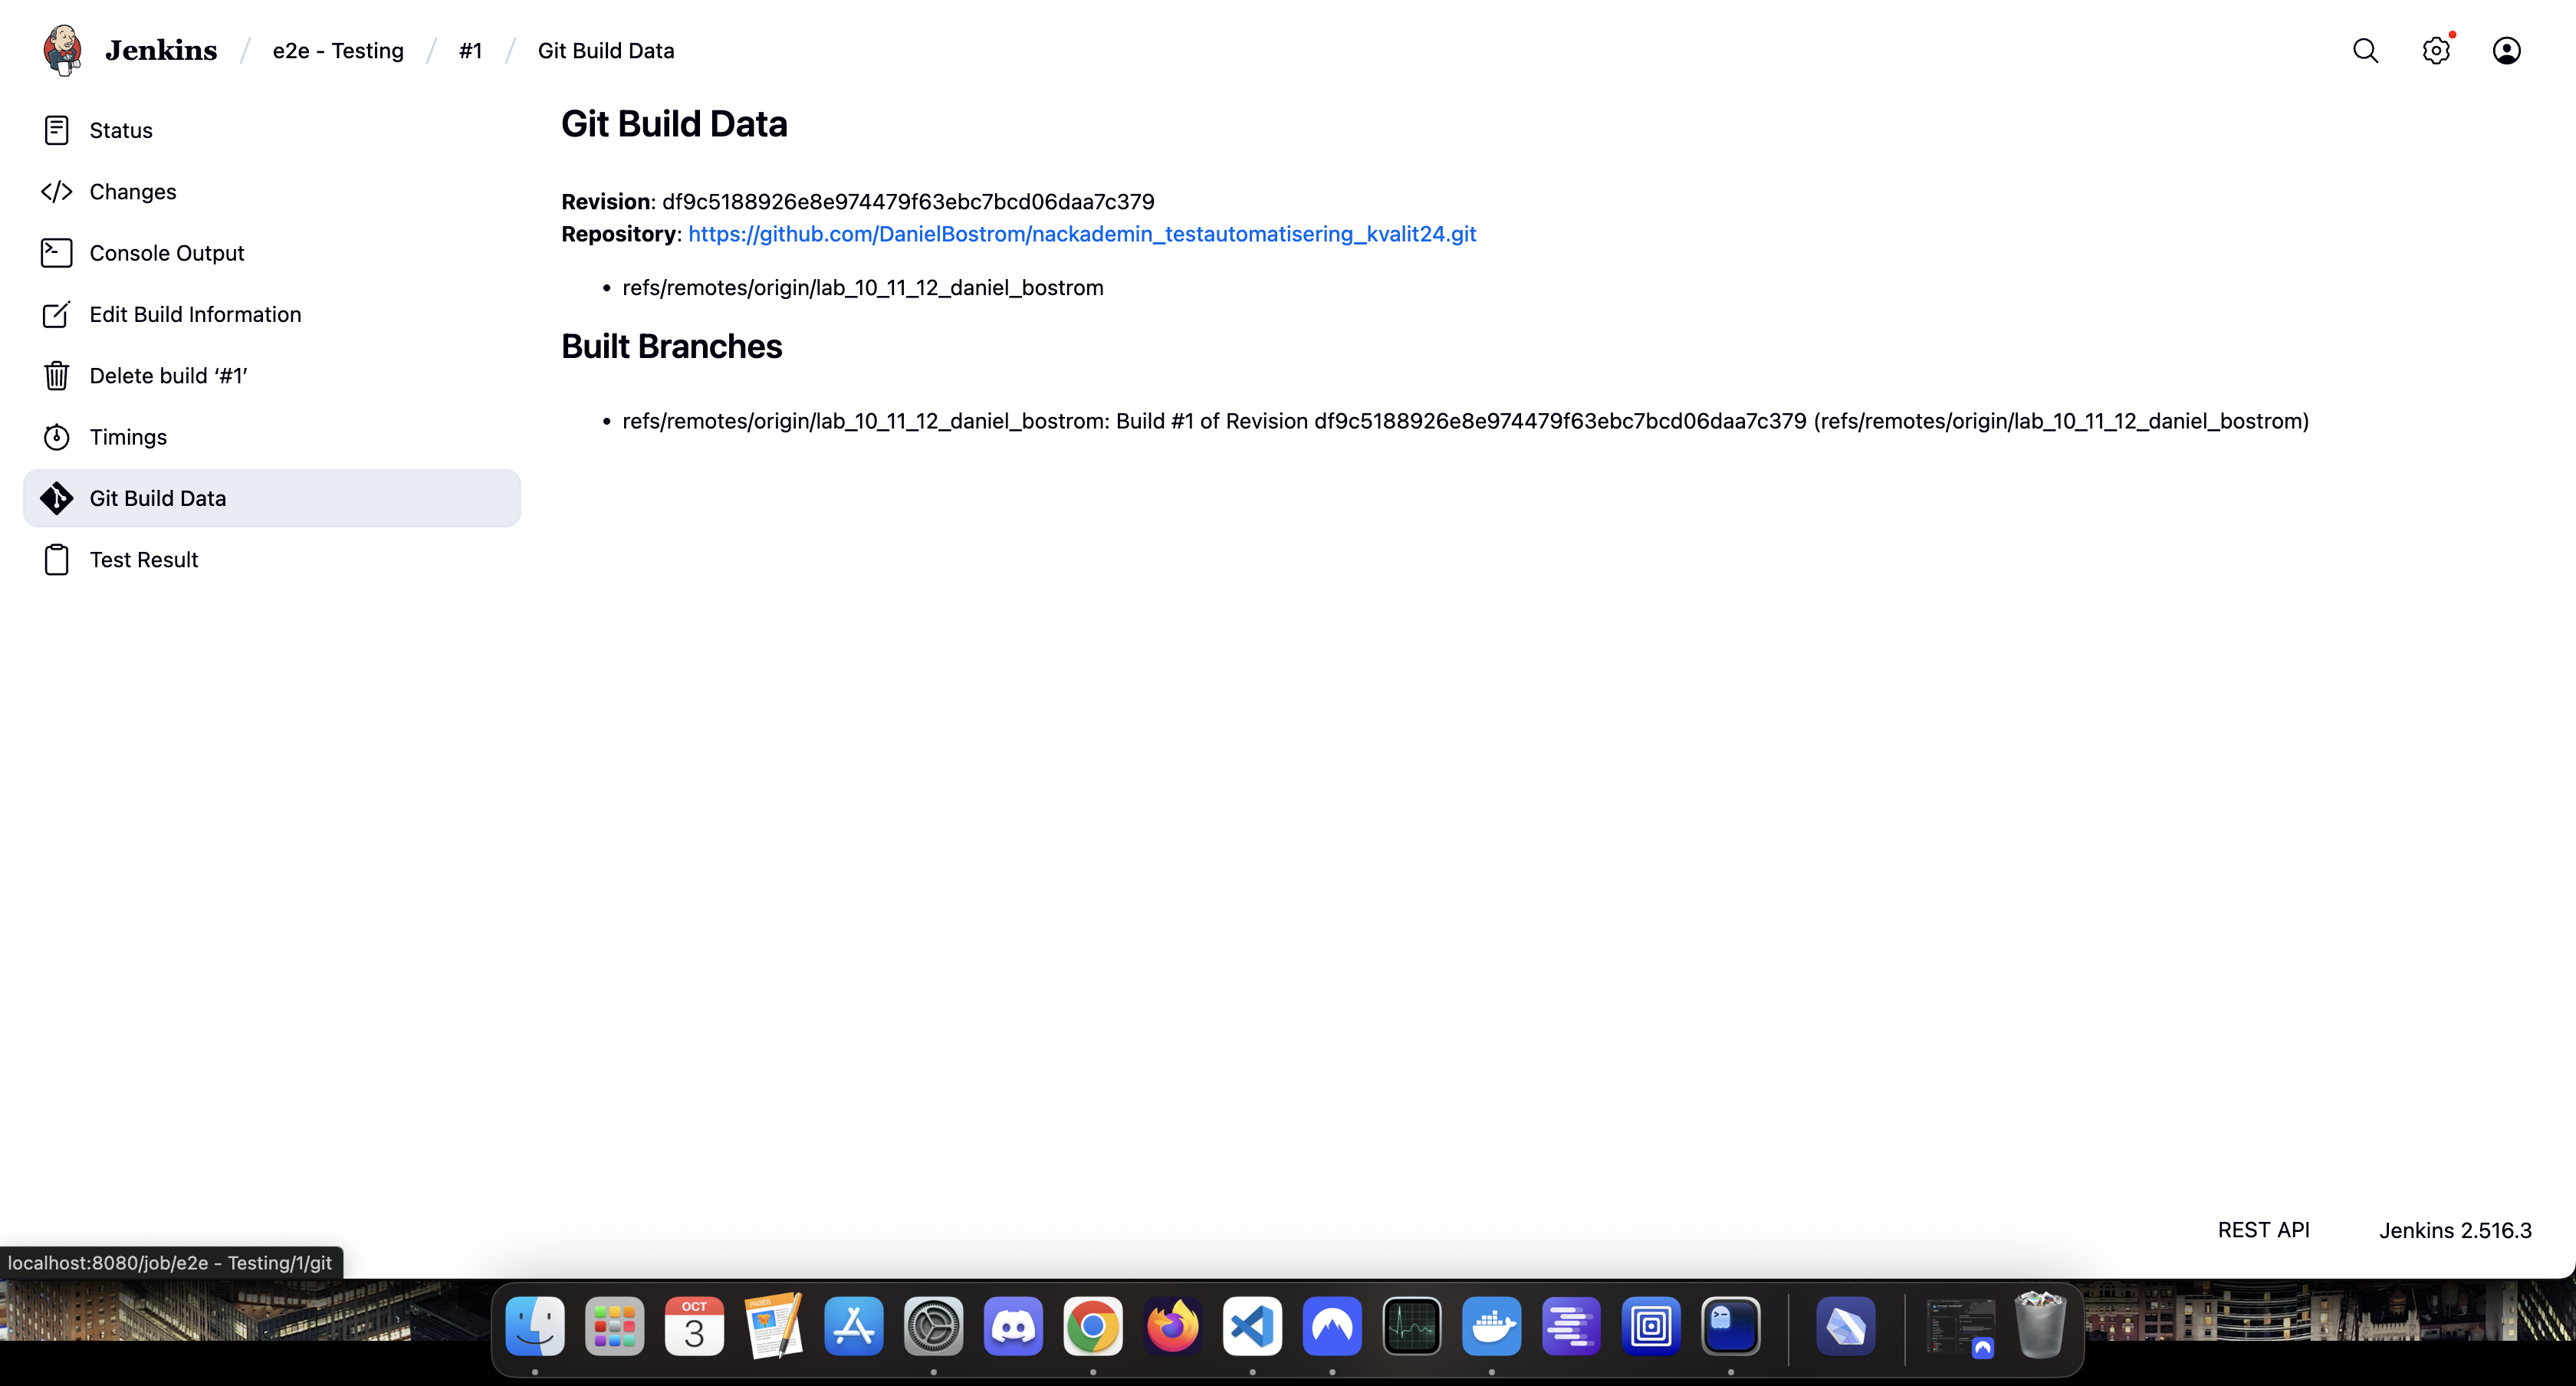 Jenkins / e2e - Testing / #1 / Git Build Data
Status
Changes
Console Output
Edit Build Information
Delete build ‘#1’
Timings
Git Build Data
Test Result
Git Build Data
Revision: df9c5188926e8e974479f63ebc7bcd06daa7c379
Repository: https://github.com/DanielBostrom/nackademin_testautomatisering_kvalit24.git
• refs/remotes/origin/lab_10_11_12_daniel_bostrom
Built Branches
• refs/remotes/origin/lab_10_11_12_daniel_bostrom: Build #1 of Revision df9c5188926e8e974479f63ebc7bcd06daa7c379 (refs/remotes/origin/lab_10_11_12_daniel_bostrom)
REST API
Jenkins 2.516.3
localhost:8080/job/e2e - Testing/1/git
OCT
3
PAGES